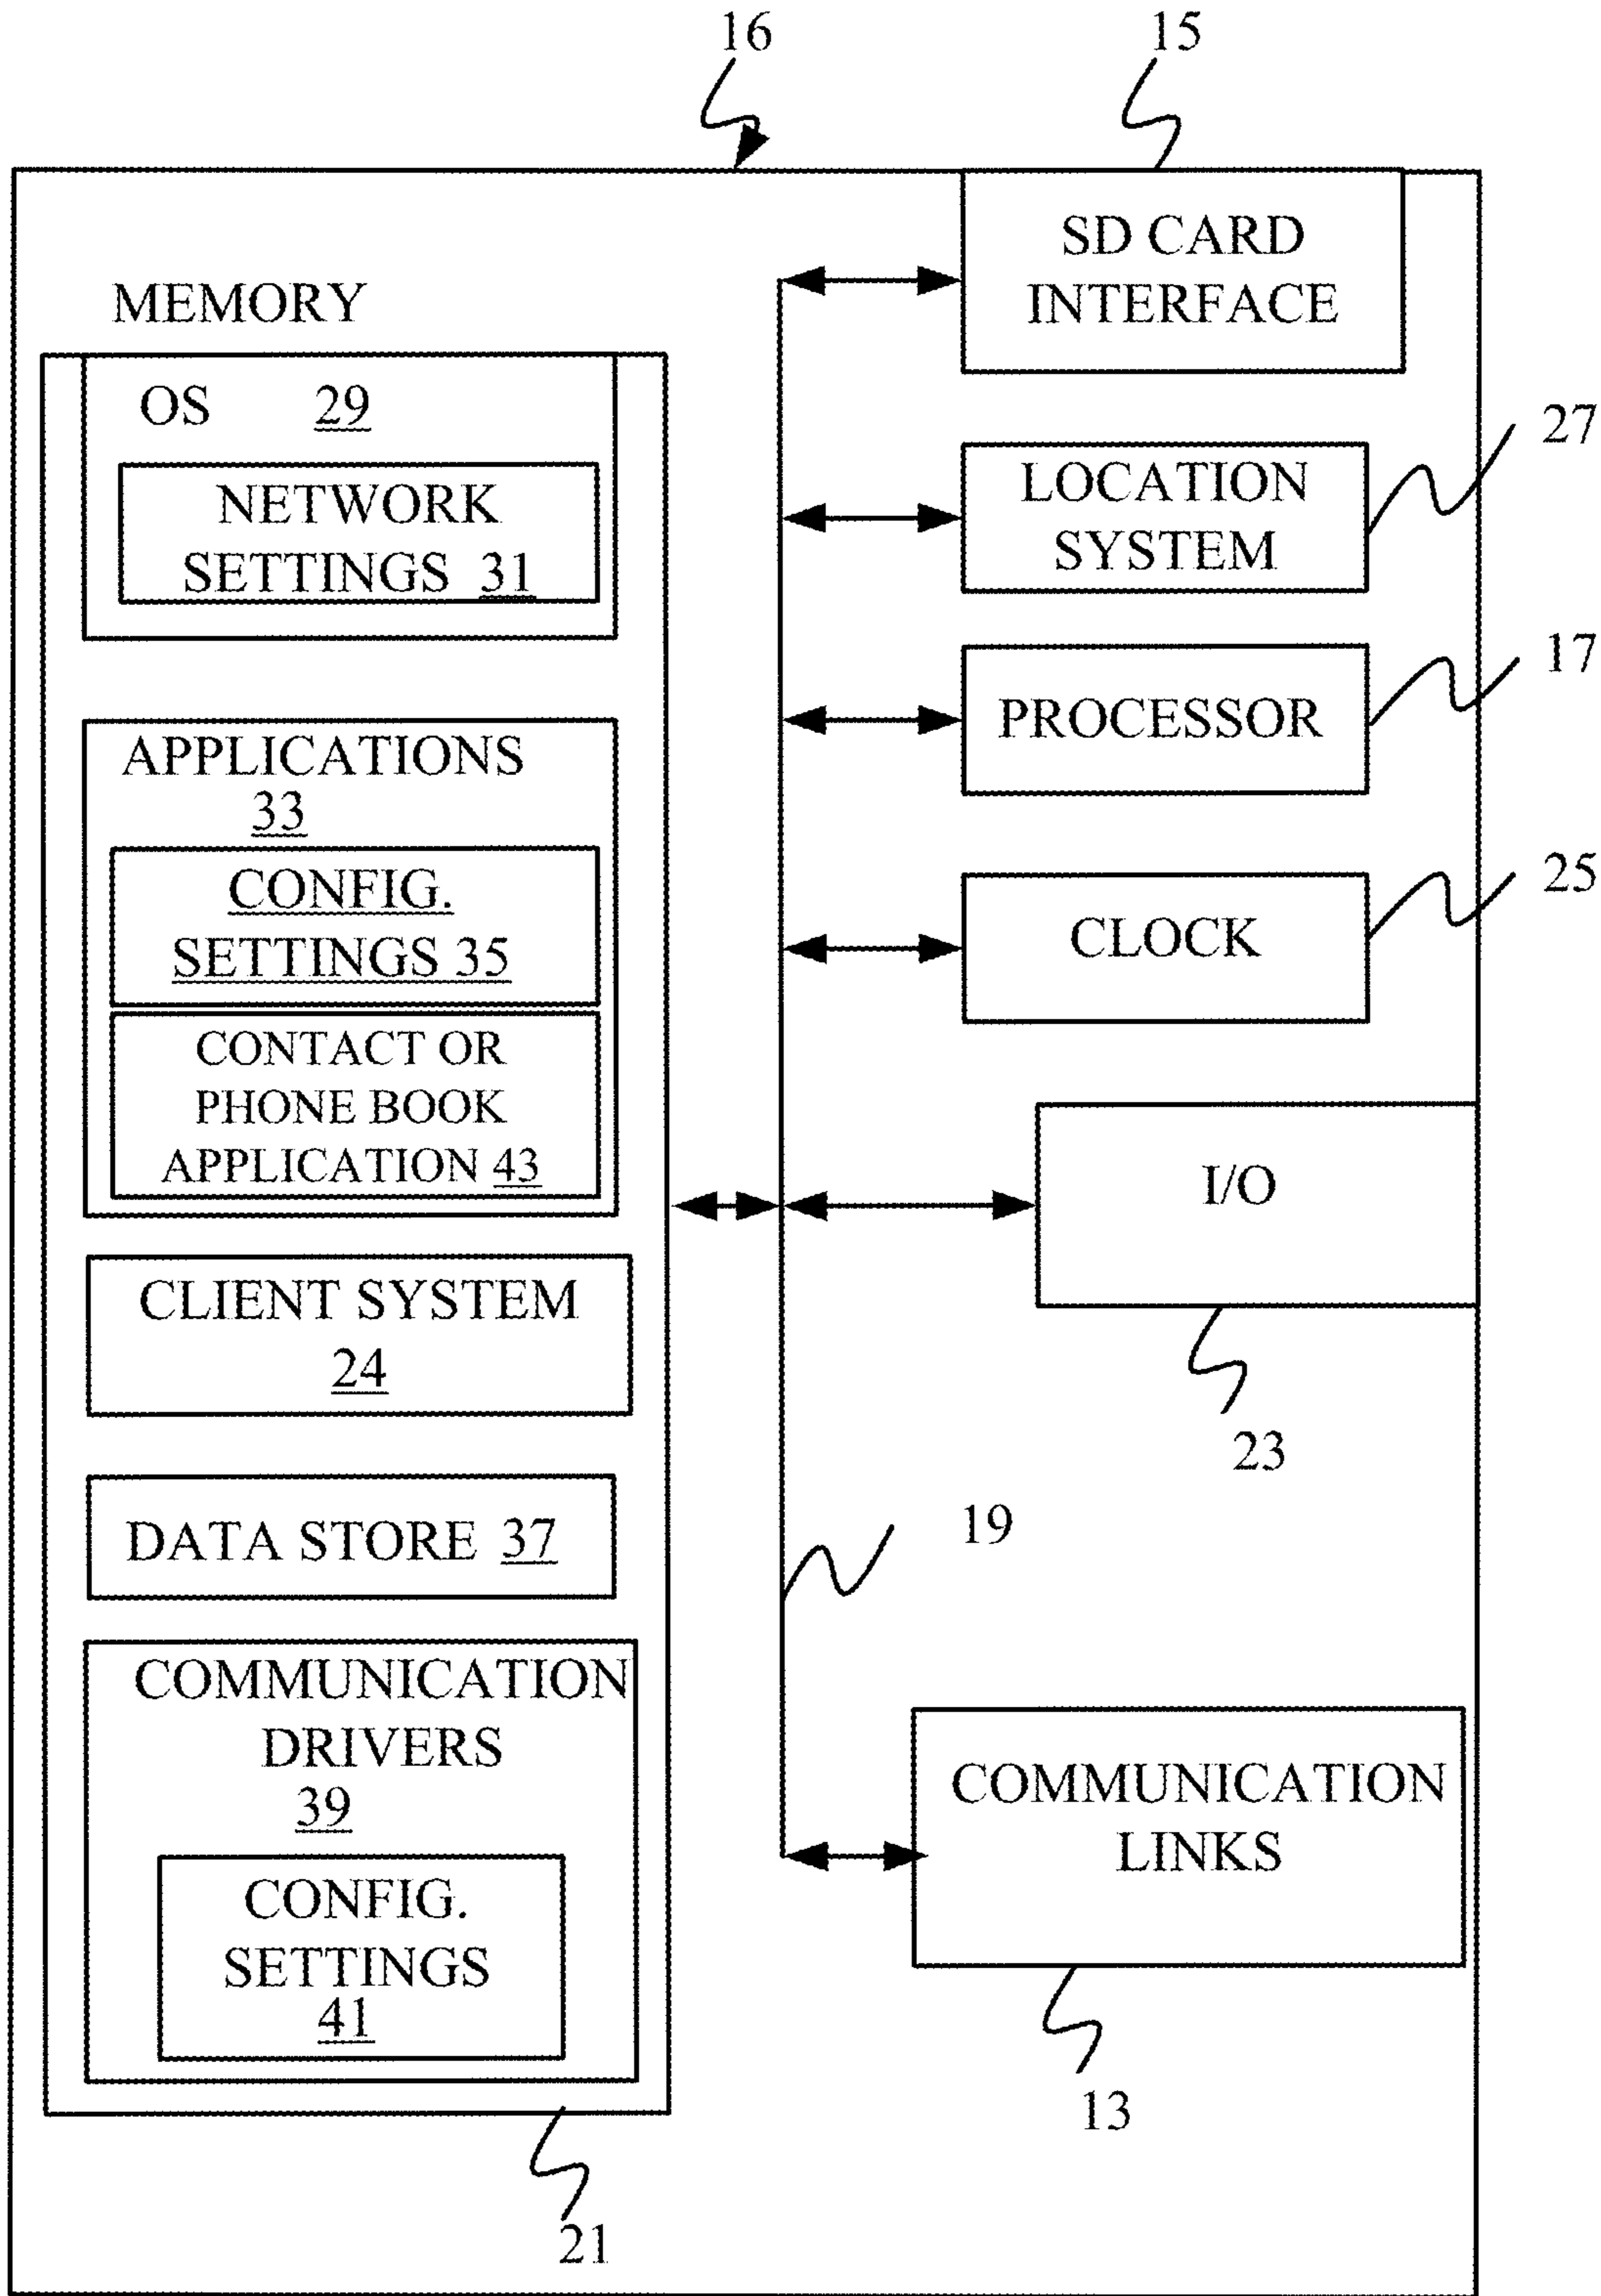 16
15
SD CARD
INTERFACE
MEMORY
OS 29
NETWORK
SETTINGS 31
27
LOCATION
SYSTEM
17
PROCESSOR
APPLICATIONS
33
CONFIG.
SETTINGS 35
25
CLOCK
CONTACT OR
PHONE BOOK
APPLICATION 43
I/O
CLIENT SYSTEM
24
23
DATA STORE 37
19
COMMUNICATION
DRIVERS
39
CONFIG.
SETTINGS
41
COMMUNICATION
LINKS
13
21